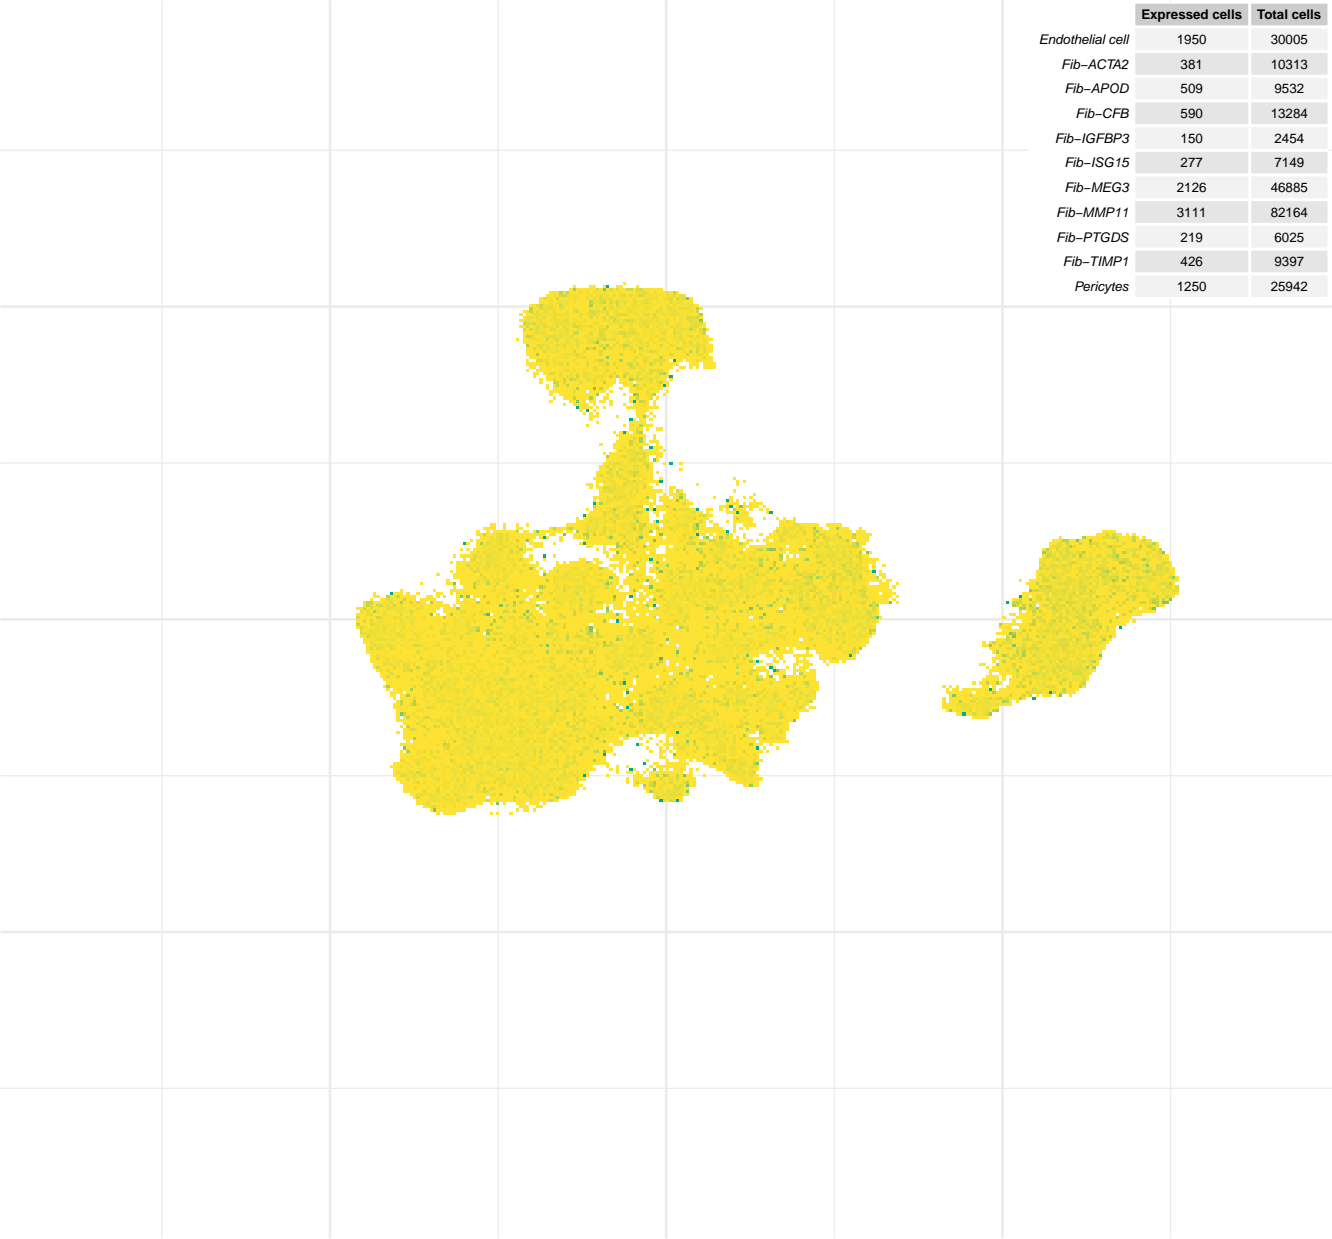 Expressed cells Total cells
Endothelial cell 1950 30005
Fib−ACTA2 381 10313
Fib−APOD 509 9532
Fib−CFB 590 13284
Fib−IGFBP3 150 2454
Fib−ISG15 277 7149
Fib−MEG3 2126 46885
Fib−MMP11 3111 82164
Fib−PTGDS 219 6025
Fib−TIMP1 426 9397
Pericytes 1250 25942